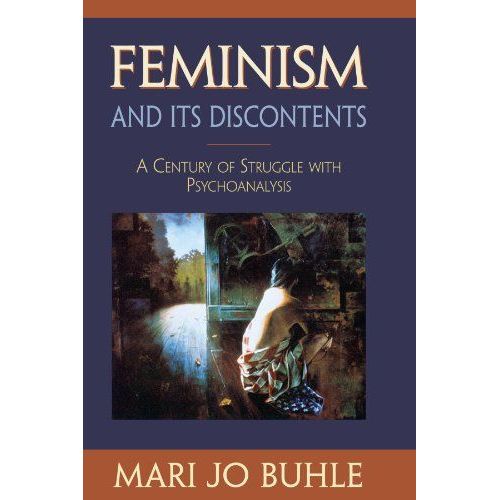 FEMINISM
AND ITS DISCONTENTS
A CENTURY OF STRUGGLE WITH
PSYCHOANALYSIS
MARI JO BUHLE